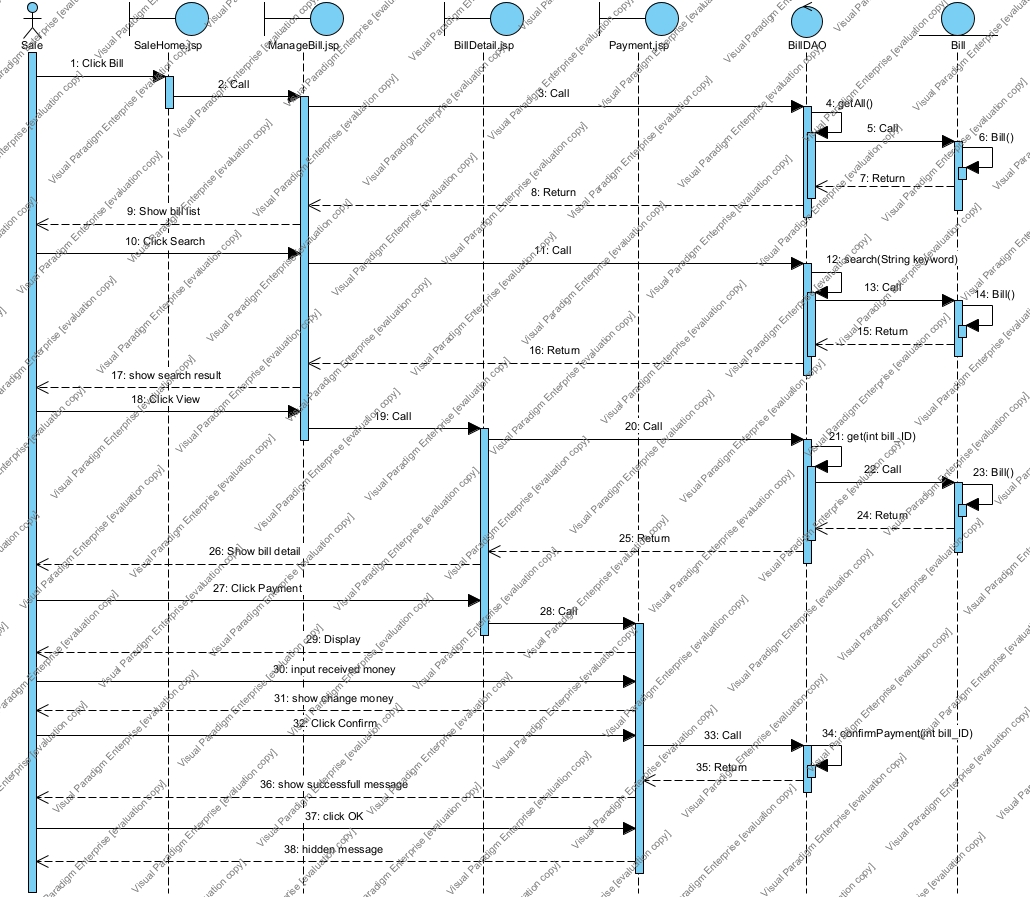 Sale
SaleHome.jsp
ManageBill.jsp
BillDetail.jsp
Payment.jsp
BillDAO
Bill
1: Click Bill
2: Call
3: Call
4: getAll()
5: Call
6: Bill()
7: Return
8: Return
9: Show bill list
10: Click Search
11: Call
12: search(String keyword)
13: Call
14: Bill()
15: Return
16: Return
17: show search result
18: Click View
19: Call
20: Call
21: get(int bill_ID)
22: Call
23: Bill()
24: Return
25: Return
26: Show bill detail
27: Click Payment
28: Call
29: Display
30: input received money
31: show change money
32: Click Confirm
33: Call
34: confirmPayment(int bill_ID)
35: Return
36: show successfull message
37: click OK
38: hidden message
Visual Paradigm Enterprise [evaluation copy]